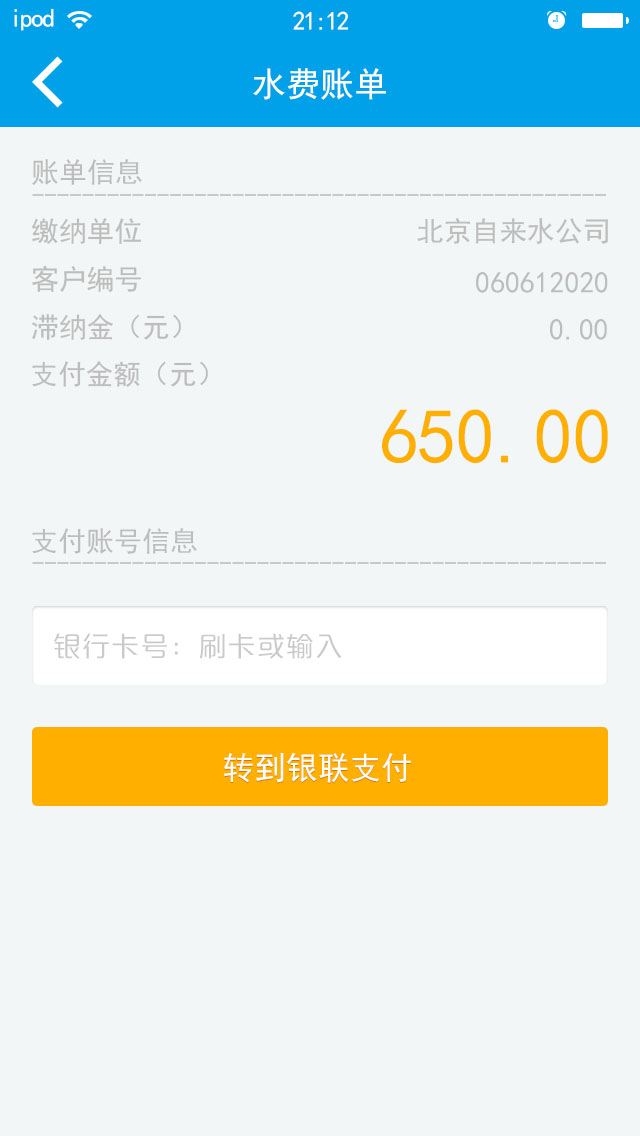 ipod 21:12
水费账单
账单信息
缴纳单位 北京自来水公司
客户编号 060612020
滞纳金（元） 0.00
支付金额（元）
650.00
支付账号信息
银行卡号：刷卡或输入
转到银联支付